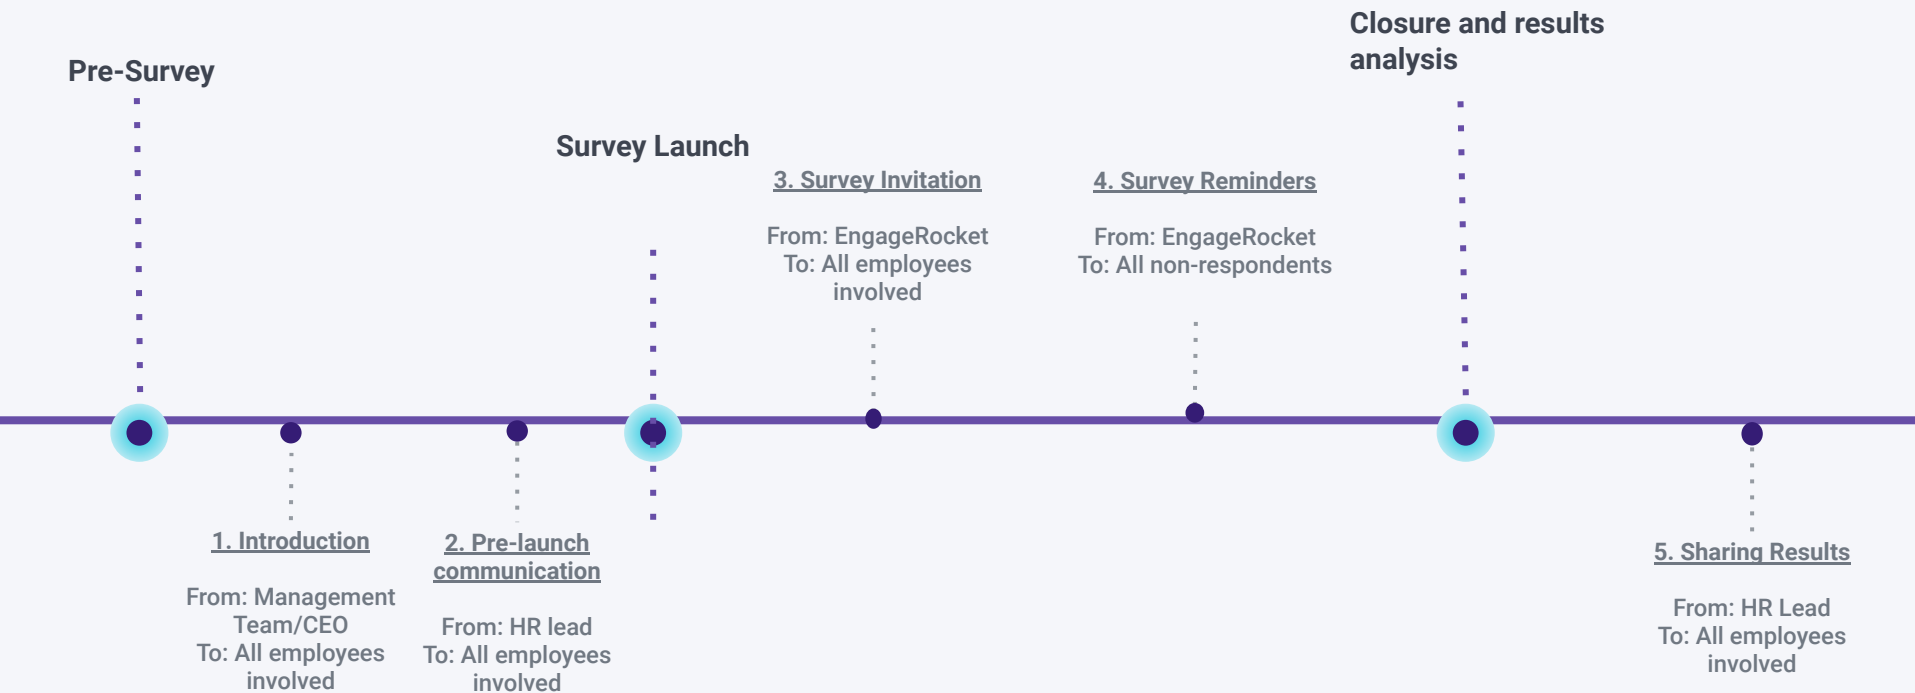 Pre-Survey
Survey Launch
Closure and results
analysis
3. Survey Invitation
From: EngageRocket
To: All employees
involved
4. Survey Reminders
From: EngageRocket
To: All non-respondents
1. Introduction
From: Management
Team/CEO
To: All employees
involved
2. Pre-launch
communication
From: HR lead
To: All employees
involved
5. Sharing Results
From: HR Lead
To: All employees
involved